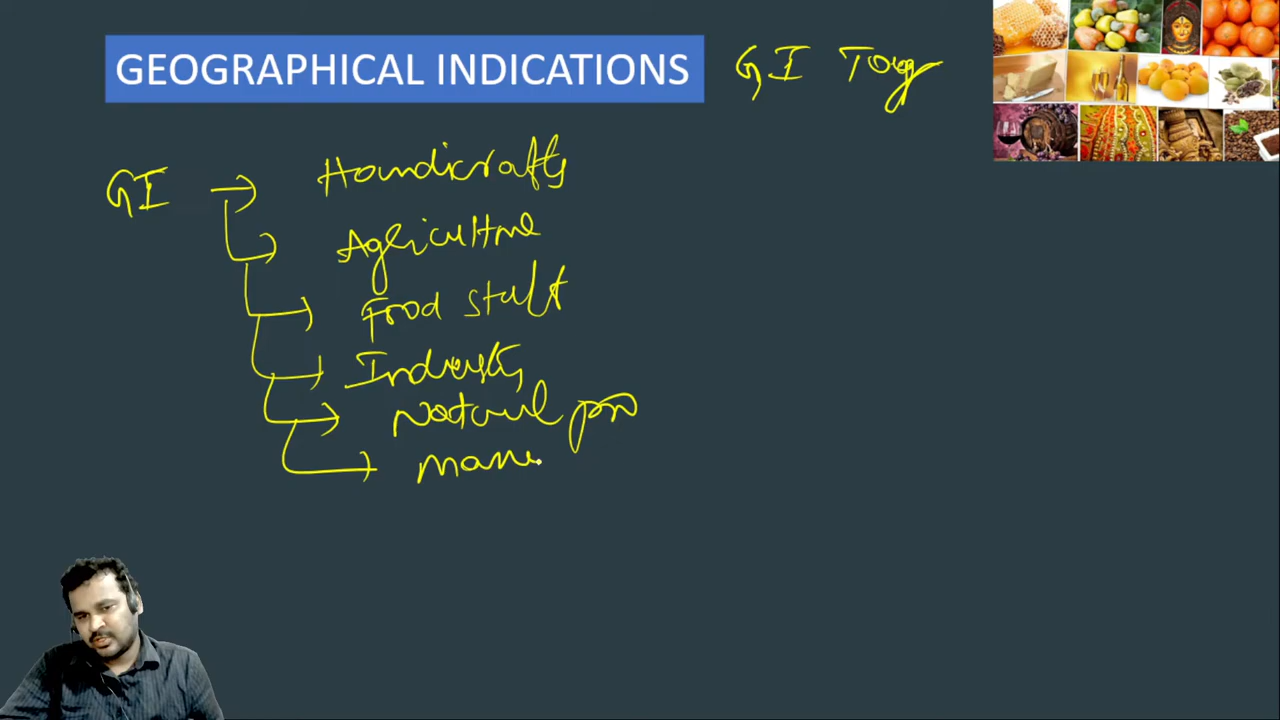 GEOGRAPHICAL INDICATIONS GI Tag
GI → Handicrafts
Agriculture
Food stuff
Industry
Natural pro
Manu